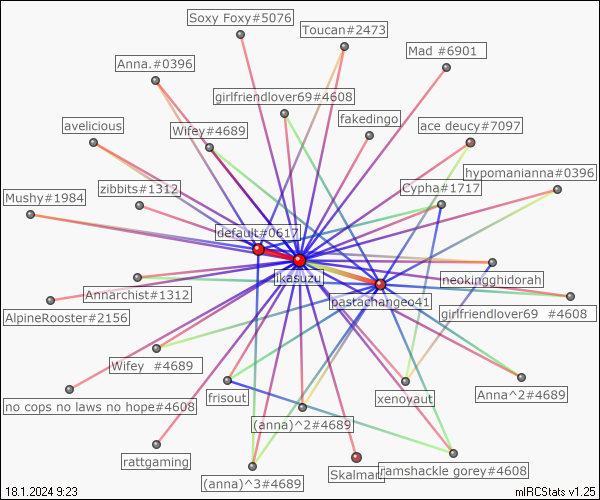 Soxy Foxy#5076
Toucan#2473
Mad #6901
Anna.#0396
girlfriendlover69#4608
fakedingo
avelicious
Wifey#4689
ace deucy#7097
hypomanianna#0396
zibbits#1312
Cypha#1717
Mushy#1984
default#0617
ikasuzu
neokingghidorah
Annarchist#1312
pastachangeo41
AlpineRooster#2156
girlfriendlover69 #4608
Wifey #4689
no cops no laws no hope#4608
frisout
xenoyaut
Anna^2#4689
(anna)^2#4689
rattgaming
(anna)^3#4689
Skalman
ramshackle gorey#4608
18.1.2024 9:23
mIRCStats v1.25